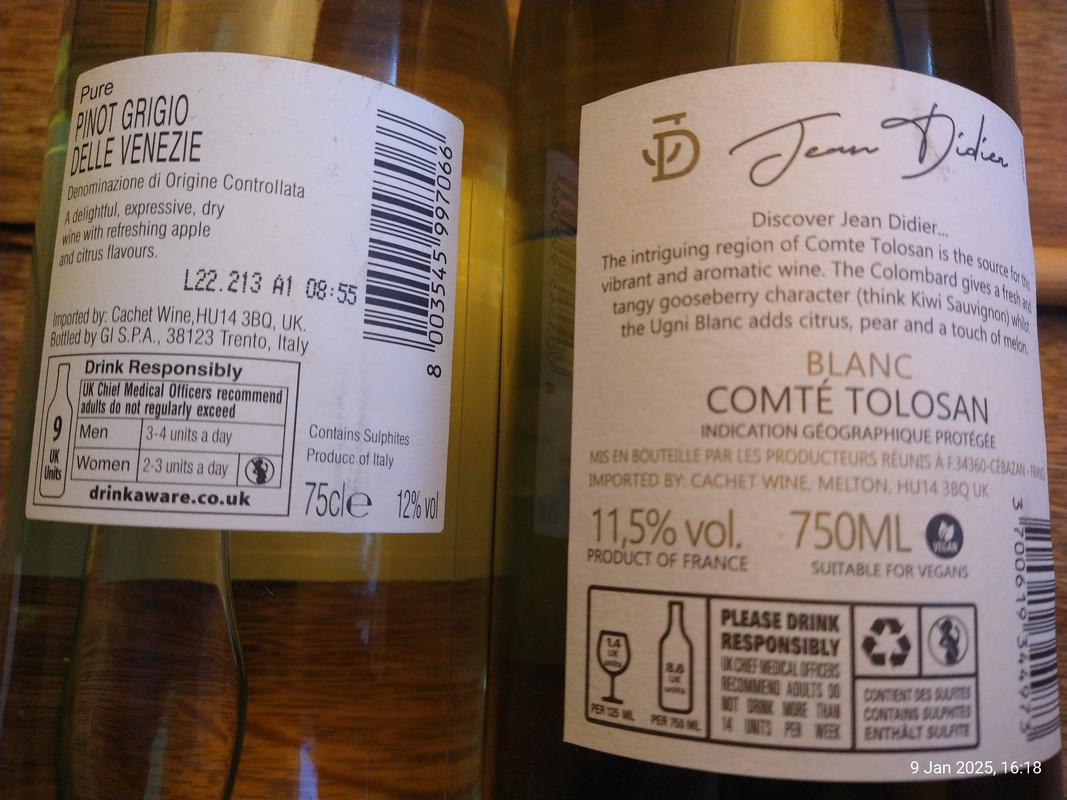 Pure
PINOT GRIGIO
DELLE VENEZIE
Denominazione di Origine Controllata
A delightful, expressive, dry
wine with refreshing apple
and citrus flavours.
L22.213 A1 08:55
Imported by: Cachet Wine,HU14 3BQ, UK.
Bottled by GI S.P.A., 38123 Trento, Italy
Drink Responsibly
UK Chief Medical Officers recommend
adults do not regularly exceed
Men 3-4 units a day
Women 2-3 units a day
9
UK
Units
drinkaware.co.uk
Contains Sulphites
Produce of Italy
75cl℮ 12% vol
8 003545 997066
JD Jean Didier
Discover Jean Didier...
The intriguing region of Comte Tolosan is the source for this
vibrant and aromatic wine. The Colombard gives a fresh and
tangy gooseberry character (think Kiwi Sauvignon) whilst
the Ugni Blanc adds citrus, pear and a touch of melon.
BLANC
COMTÉ TOLOSAN
INDICATION GÉOGRAPHIQUE PROTÉGÉE
MIS EN BOUTEILLE PAR LES PRODUCTEURS RÉUNIS À F.34360-CÉBAZAN - FRANCE
IMPORTED BY: CACHET WINE, MELTON, HU14 3BQ UK
11,5% vol. 750ML VEGAN
PRODUCT OF FRANCE SUITABLE FOR VEGANS
1.4
UK
units
PER 125 ML
8.6
UK
units
PER 750 ML
PLEASE DRINK
RESPONSIBLY
UK CHIEF MEDICAL OFFICERS
RECOMMEND ADULTS DO
NOT DRINK MORE THAN
14 UNITS PER WEEK
CONTIENT DES SULFITES
CONTAINS SULPHITES
ENTHÄLT SULFITE
3 700619 344973
9 Jan 2025, 16:18